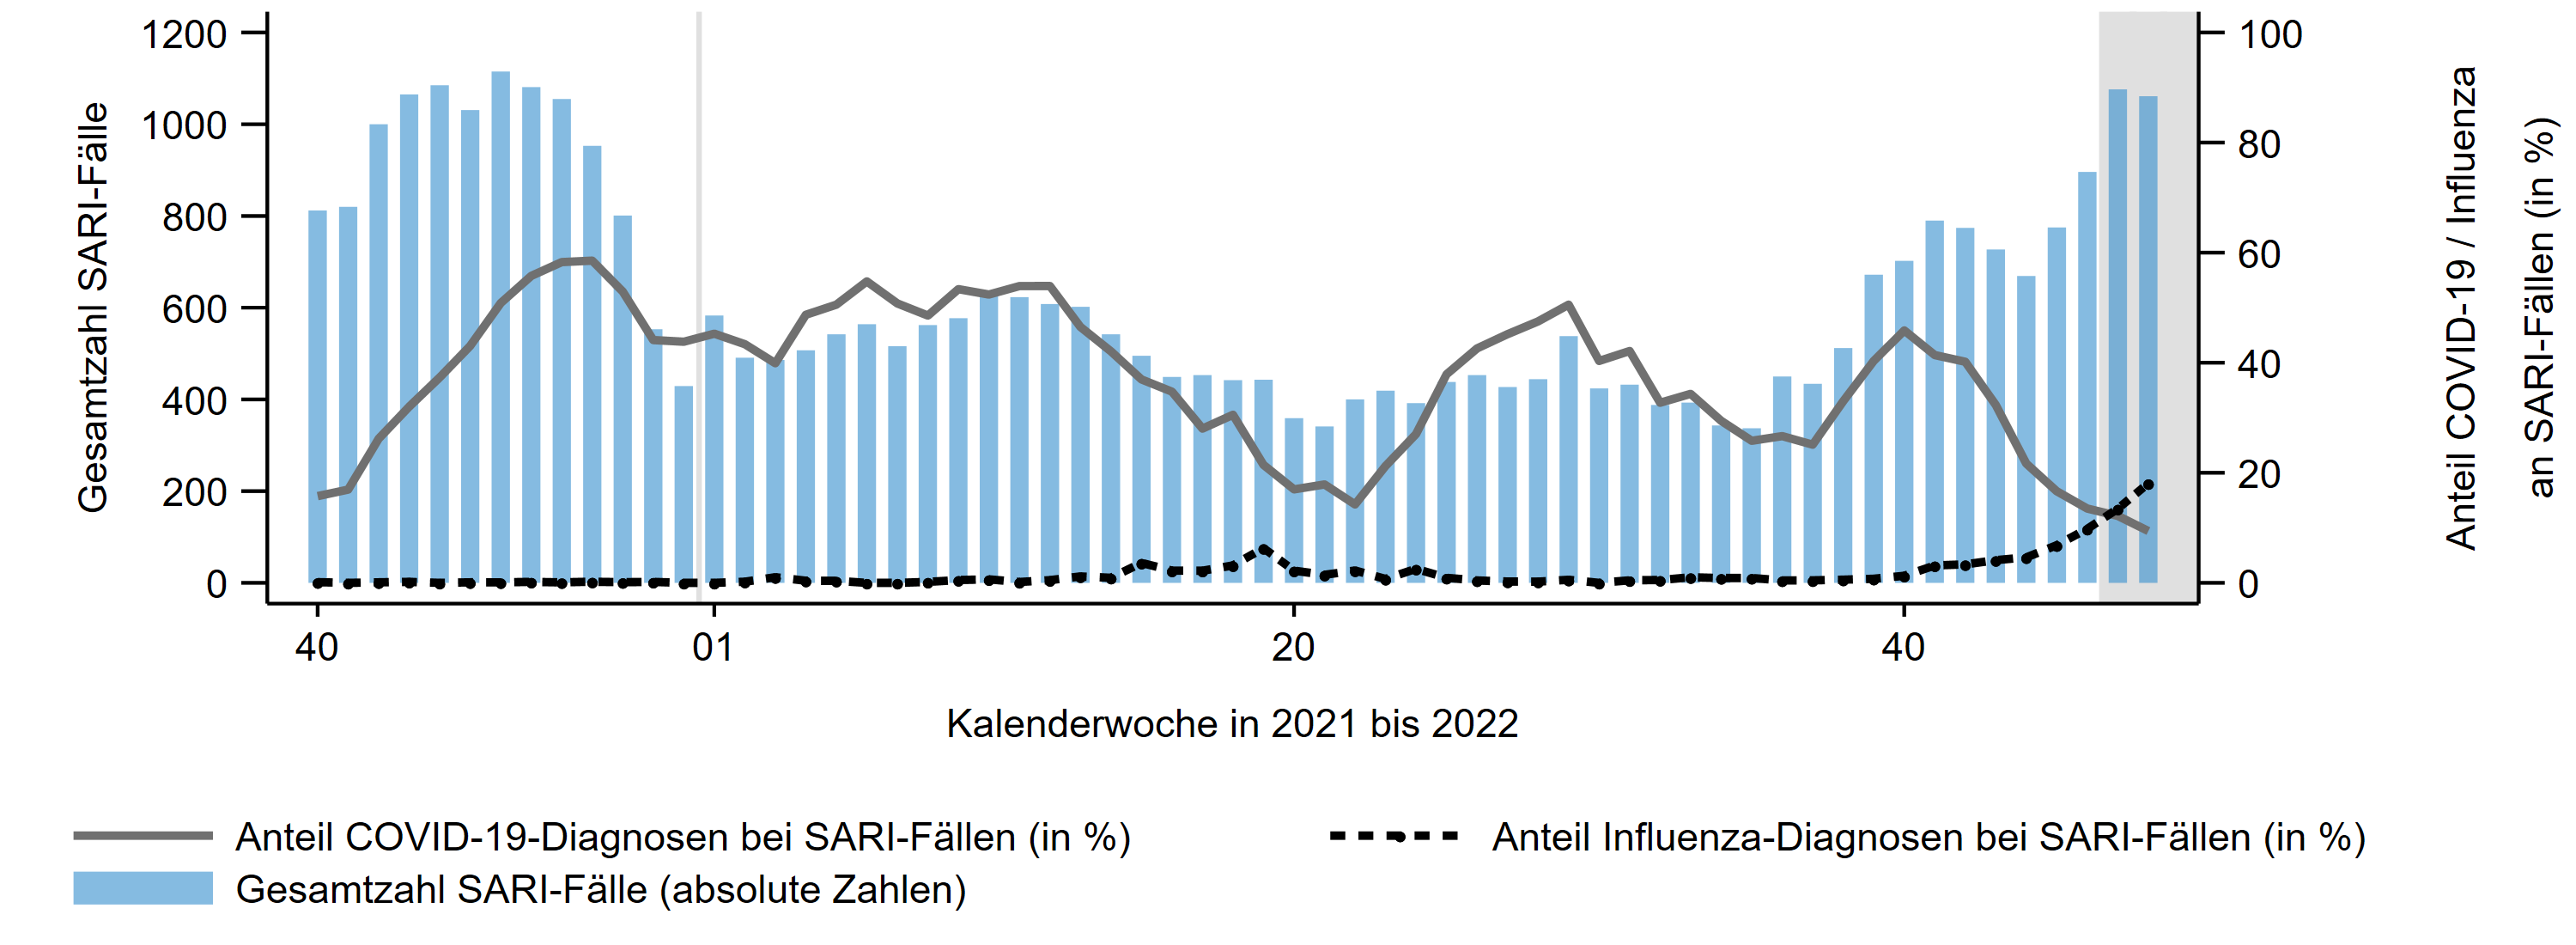 Gesamtzahl SARI-Fälle
1200
1000
800
600
400
200
0
100
80
60
40
20
0
Anteil COVID-19 / Influenza
an SARI-Fällen (in %)
40
01
20
40
Kalenderwoche in 2021 bis 2022
Anteil COVID-19-Diagnosen bei SARI-Fällen (in %)
Anteil Influenza-Diagnosen bei SARI-Fällen (in %)
Gesamtzahl SARI-Fälle (absolute Zahlen)